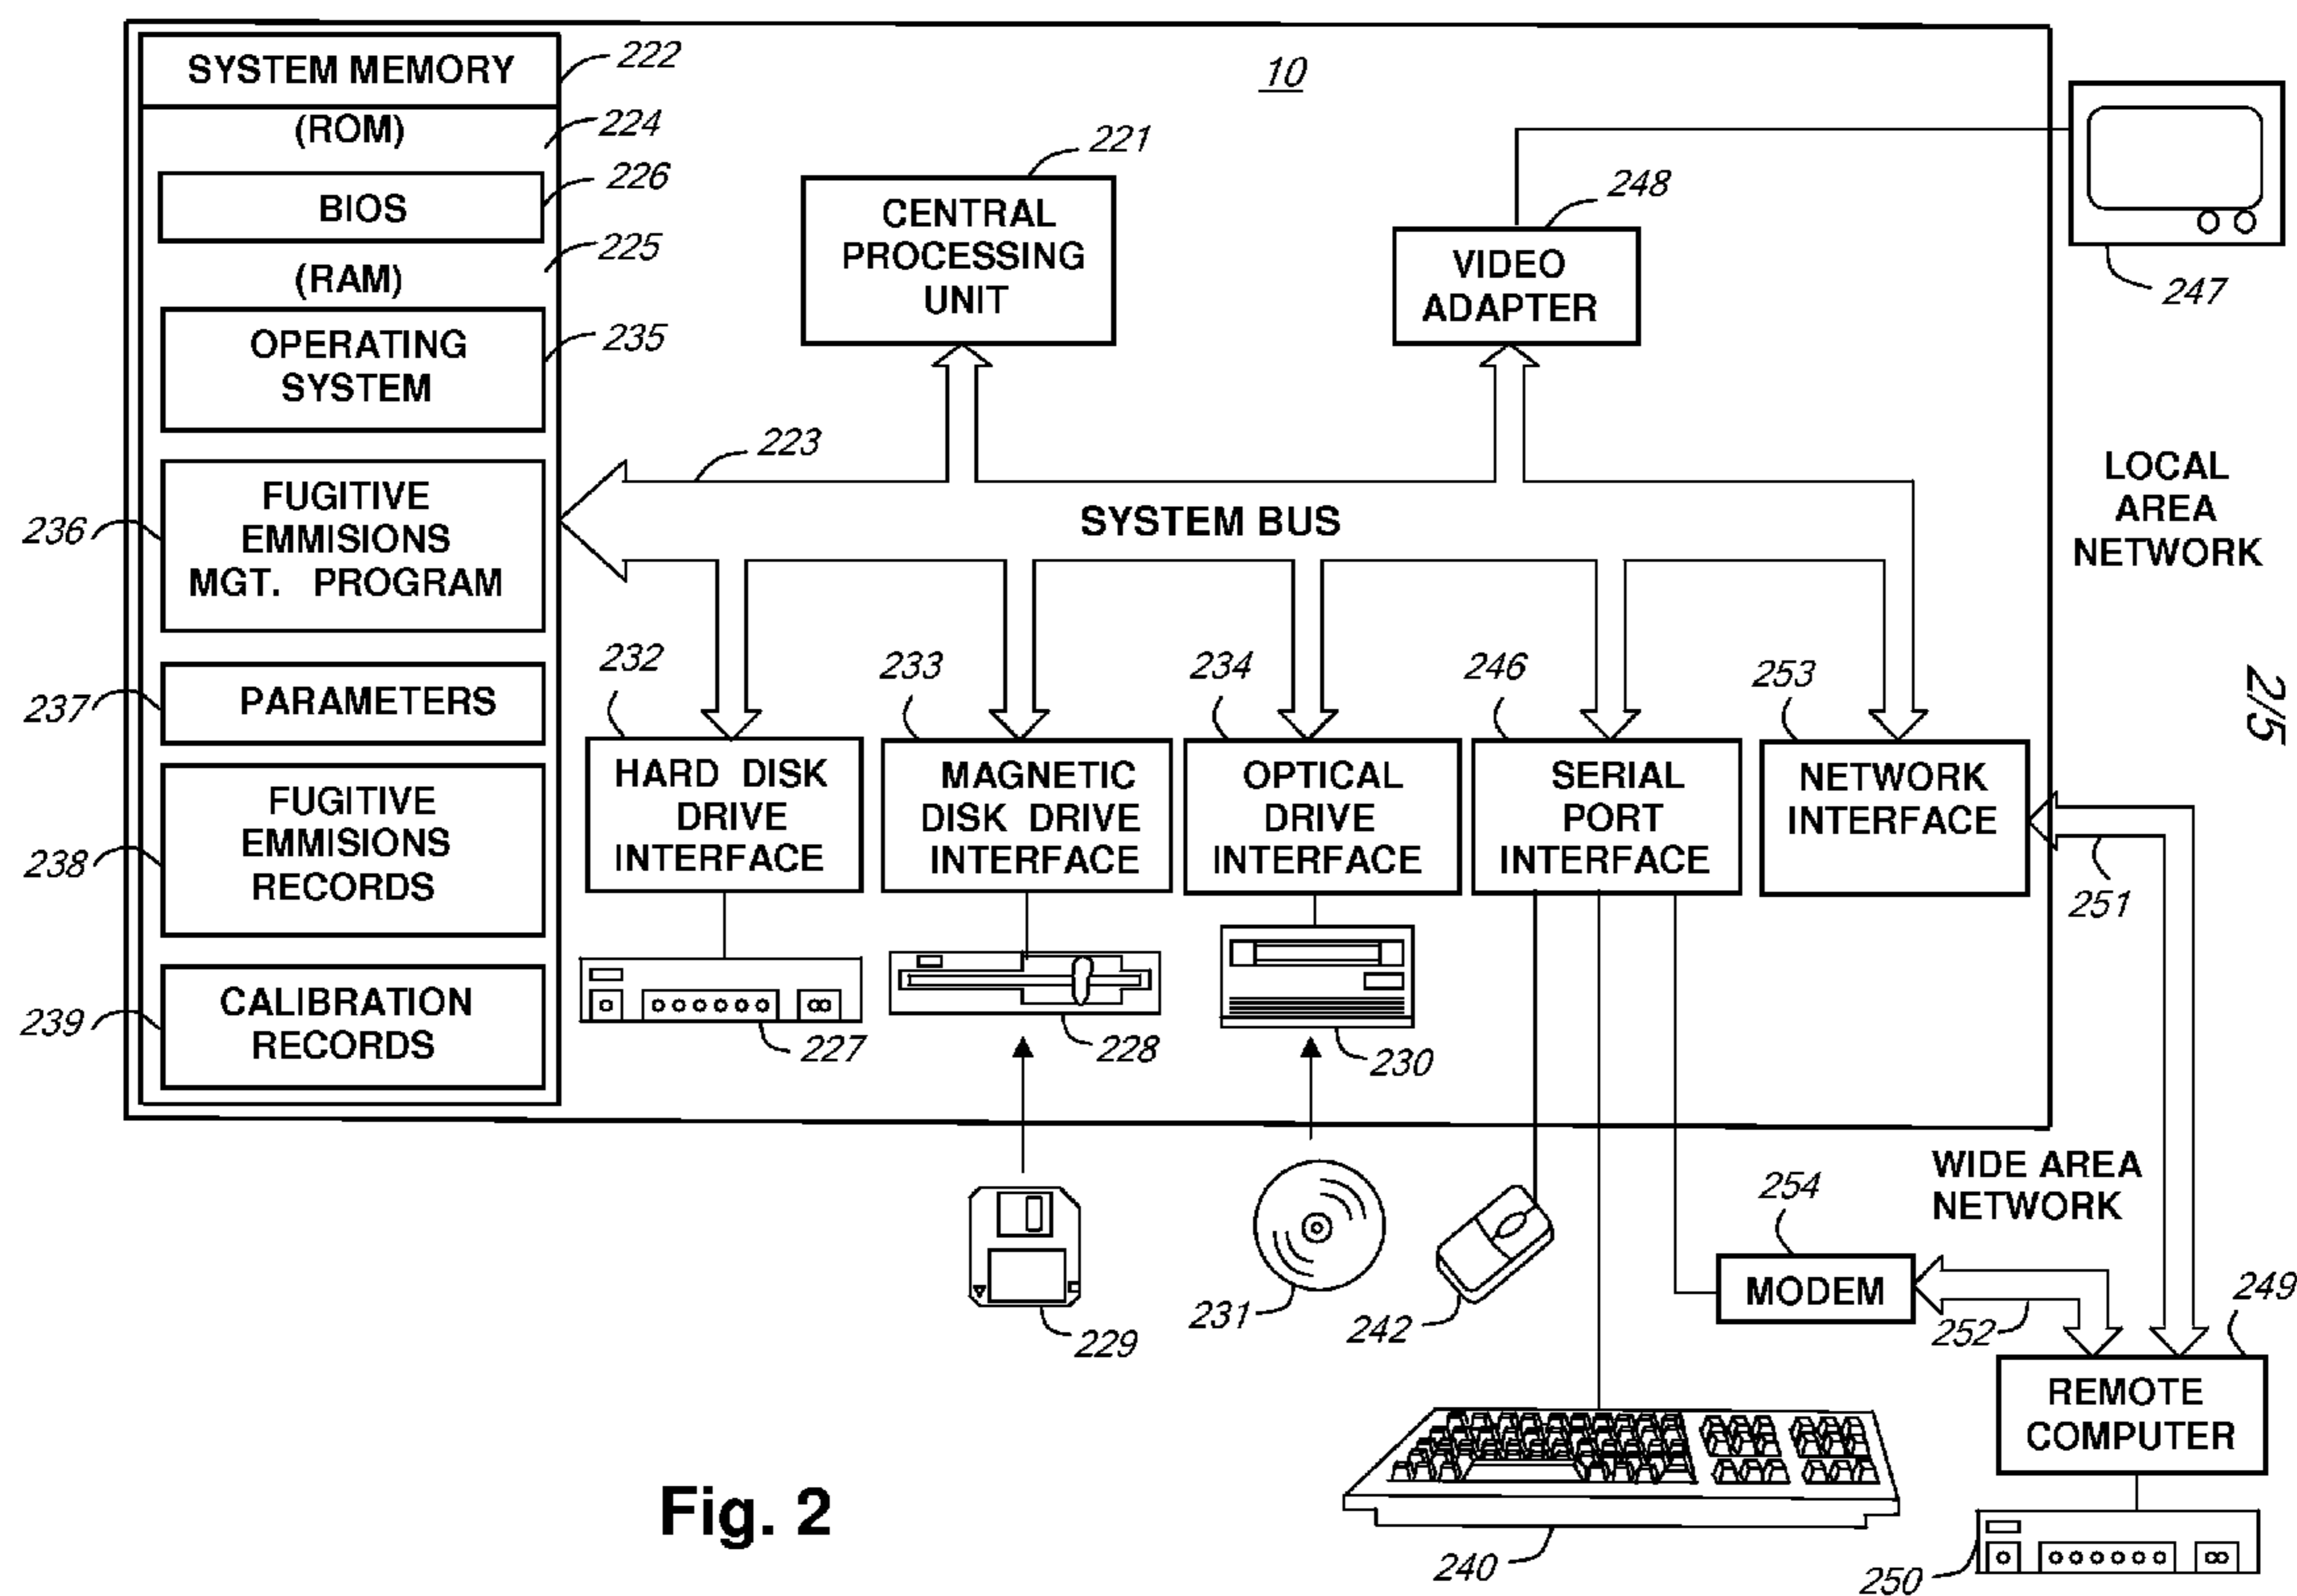 SYSTEM MEMORY
222
(ROM)
224
BIOS
226
(RAM)
225
OPERATING
SYSTEM
235
FUGITIVE
EMMISIONS
MGT. PROGRAM
236
PARAMETERS
237
FUGITIVE
EMMISIONS
RECORDS
238
CALIBRATION
RECORDS
239
10
221
CENTRAL
PROCESSING
UNIT
248
VIDEO
ADAPTER
247
223
SYSTEM BUS
LOCAL
AREA
NETWORK
2/5
232
HARD DISK
DRIVE
INTERFACE
233
MAGNETIC
DISK DRIVE
INTERFACE
234
OPTICAL
DRIVE
INTERFACE
246
SERIAL
PORT
INTERFACE
253
NETWORK
INTERFACE
251
227
228
230
229
231
242
240
WIDE AREA
NETWORK
254
MODEM
252
249
REMOTE
COMPUTER
250
Fig. 2